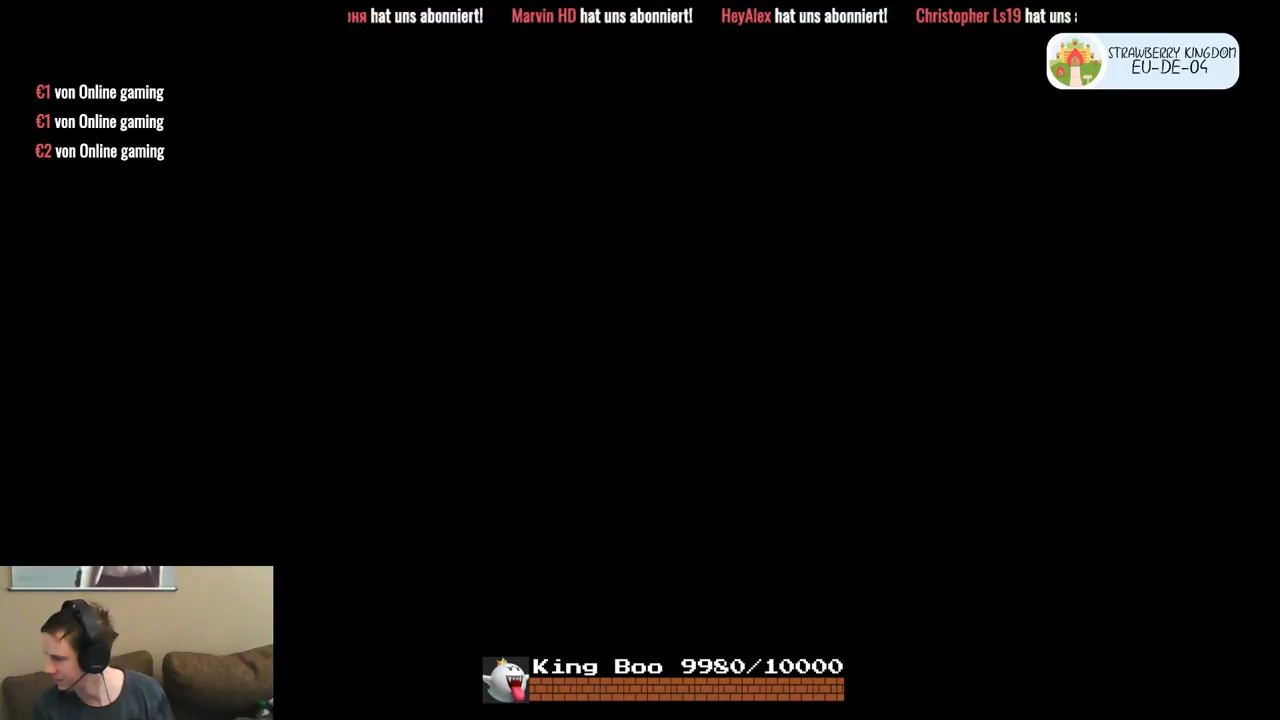 hat uns abonniert! Marvin HD hat uns abonniert! HeyAlex hat uns abonniert! Christopher Ls19 hat uns
STRAWBERRY KINGDOM
EU-DE-04
€1 von Online gaming
€1 von Online gaming
€2 von Online gaming
King Boo 9980/10000